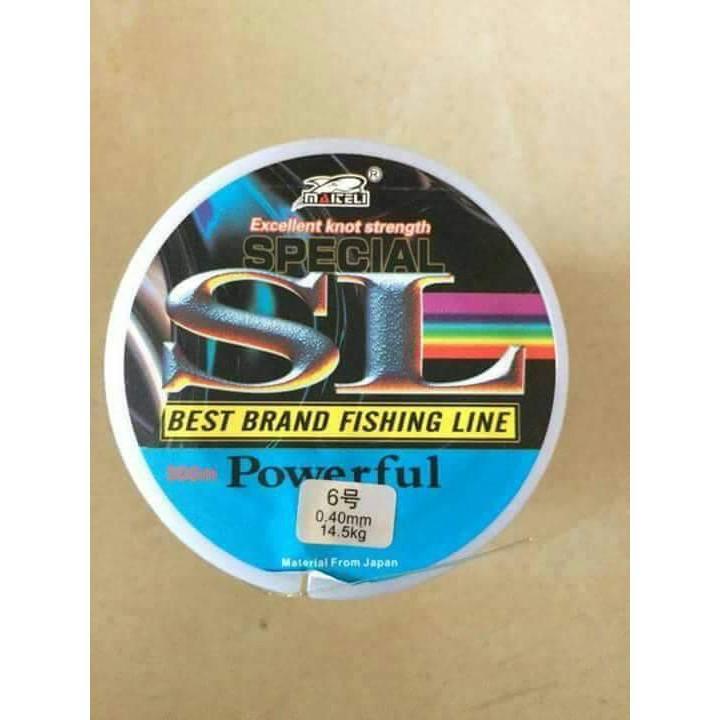 MAITELI ®
Excellent knot strength
SPECIAL
SL
BEST BRAND FISHING LINE
Powerful
6号
0.40mm
14.5kg
Material From Japan